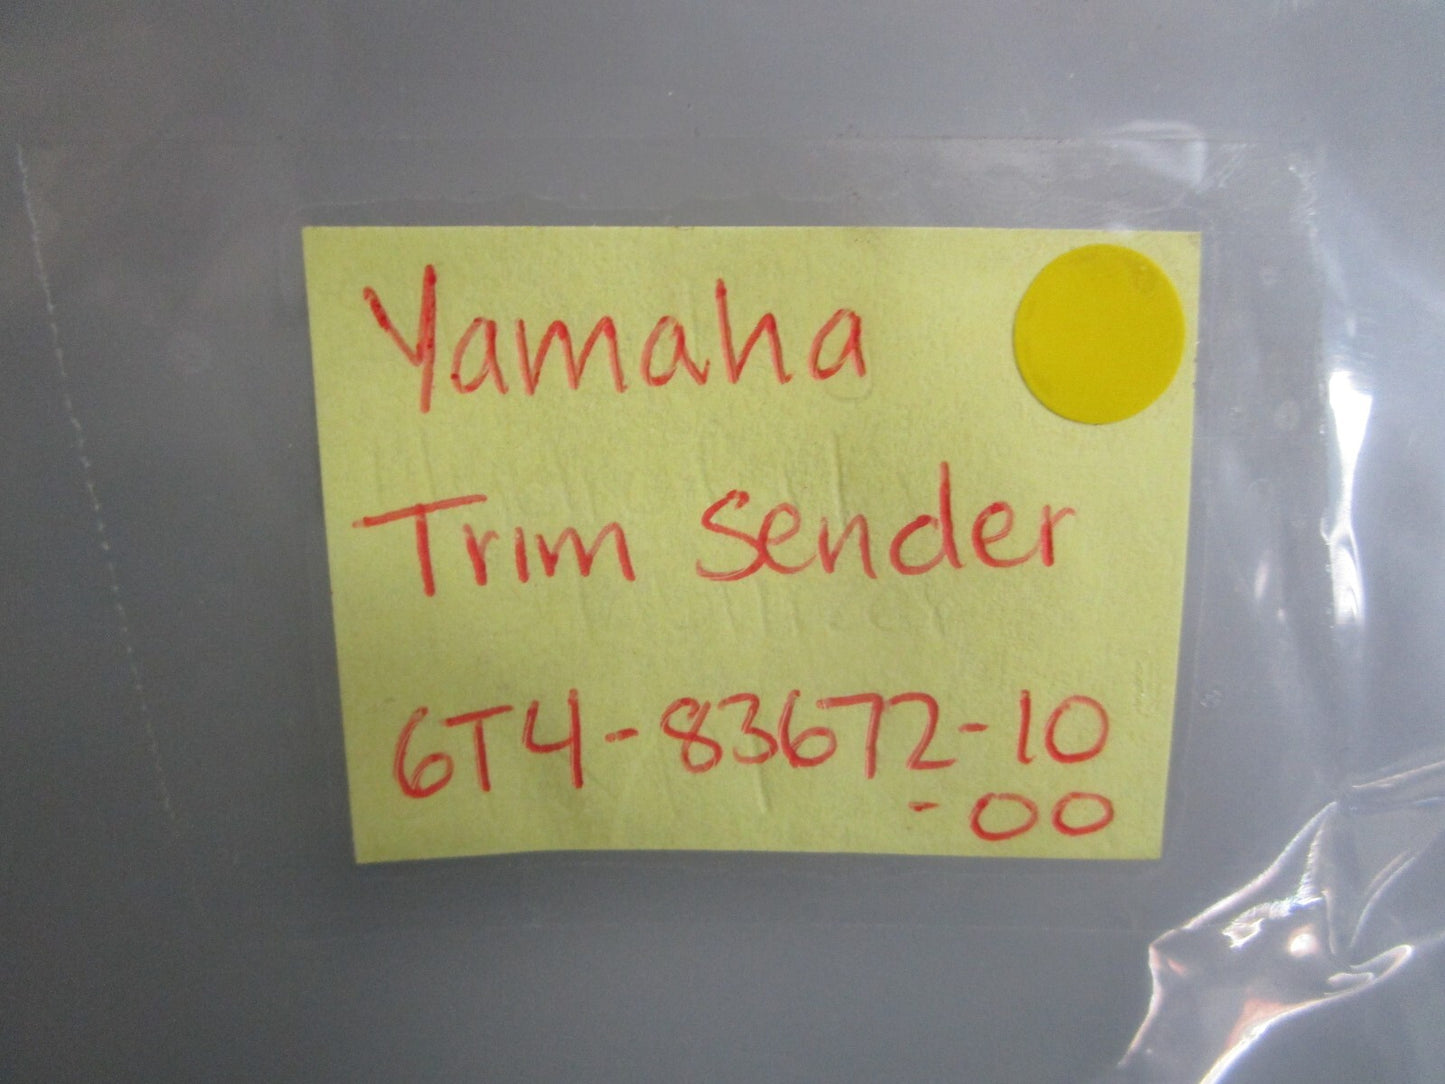 Yamaha
Trim Sender
6T4-83672-10
-00